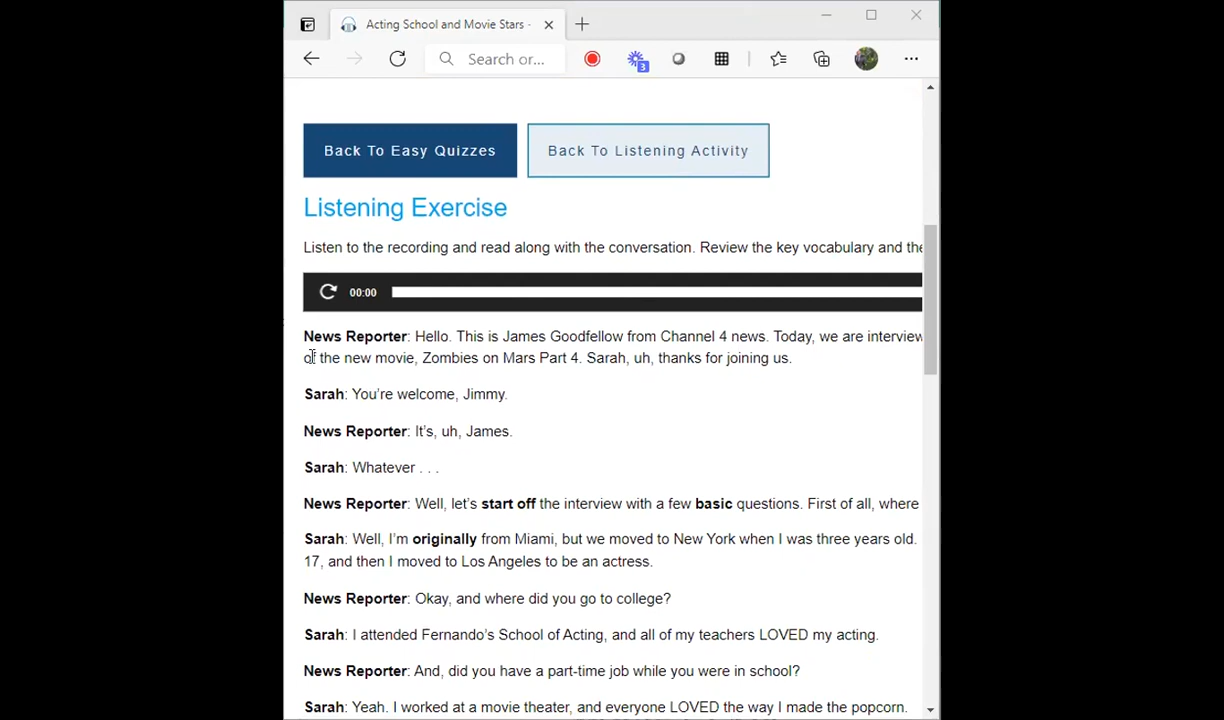 Acting School and Movie Stars -
Search or...
3
Back To Easy Quizzes
Back To Listening Activity
Listening Exercise
Listen to the recording and read along with the conversation. Review the key vocabulary and the
00:00
News Reporter: Hello. This is James Goodfellow from Channel 4 news. Today, we are interview
of the new movie, Zombies on Mars Part 4. Sarah, uh, thanks for joining us.
Sarah: You’re welcome, Jimmy.
News Reporter: It’s, uh, James.
Sarah: Whatever . . .
News Reporter: Well, let’s start off the interview with a few basic questions. First of all, where
Sarah: Well, I’m originally from Miami, but we moved to New York when I was three years old.
17, and then I moved to Los Angeles to be an actress.
News Reporter: Okay, and where did you go to college?
Sarah: I attended Fernando’s School of Acting, and all of my teachers LOVED my acting.
News Reporter: And, did you have a part-time job while you were in school?
Sarah: Yeah. I worked at a movie theater, and everyone LOVED the way I made the popcorn.